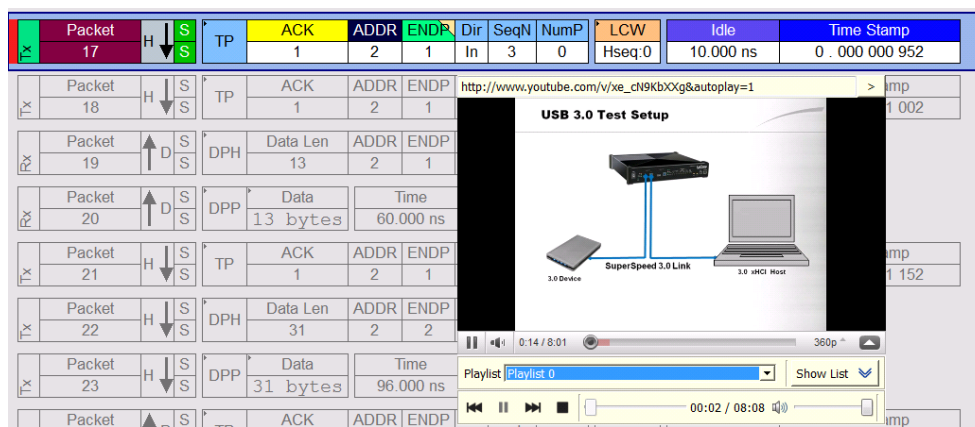 Packet H S TP ACK ADDR ENDP Dir SeqN NumP LCW Idle Time Stamp
Tx 17 S 1 2 1 In 3 0 Hseq:0 10.000 ns 0 . 000 000 952
Packet H S TP ACK ADDR ENDP
Tx 18 S 1 2 1 1 002
http://www.youtube.com/v/xe_cN9KbXXg&autoplay=1 >
USB 3.0 Test Setup
Packet D S DPH Data Len ADDR ENDP
Rx 19 S 13 2 1
Packet D S DPP Data Time
Rx 20 S 13 bytes 60.000 ns
SuperSpeed 3.0 Link
3.0 Device
3.0 xHCI Host
Packet H S TP ACK ADDR ENDP
Tx 21 S 1 2 1 1 152
Packet H S DPH Data Len ADDR ENDP
Tx 22 S 31 2 2
0:14 / 8:01 360p
Packet H S DPP Data Time
Tx 23 S 31 bytes 96.000 ns
Playlist Playlist 0 Show List
00:02 / 08:08
Packet S ACK ADDR ENDP